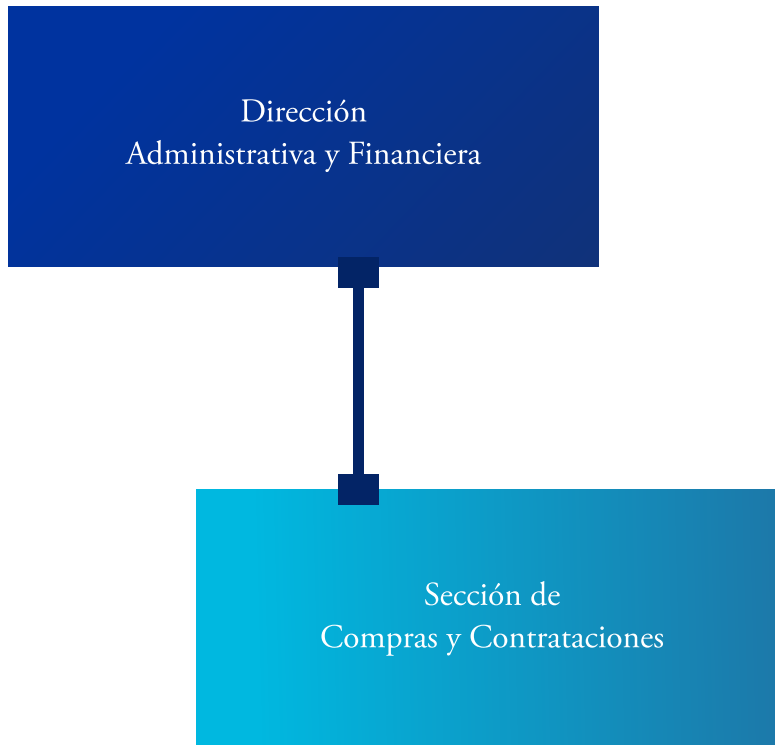 Dirección
Administrativa y Financiera
Sección de
Compras y Contrataciones